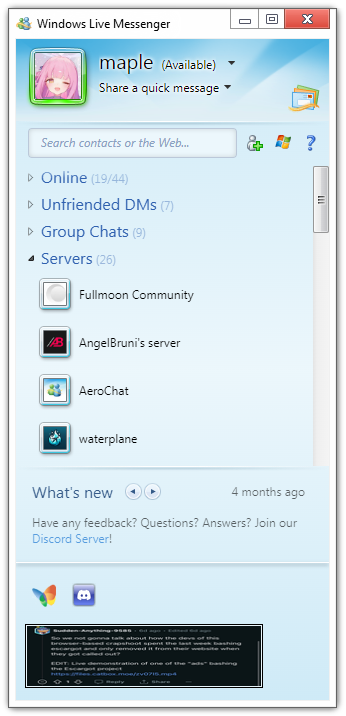 Windows Live Messenger
maple (Available)
Share a quick message
Search contacts or the Web...
Online (19/44)
Unfriended DMs (7)
Group Chats (9)
Servers (26)
Fullmoon Community
AngelBruni's server
AeroChat
waterplane
What's new
4 months ago
Have any feedback? Questions? Answers? Join our
Discord Server!
Sudden-Anything-9585 • 6d ago • Edited 6d ago
So we not gonna talk about how the devs of this
browser-based crapshoot spent the last week bashing
escargot and only removed it from their website when
they got called out?
EDIT: Live demonstration of one of the "ads" bashing
the Escargot project
https://files.catbox.moe/zv07l5.mp4
Reply Share